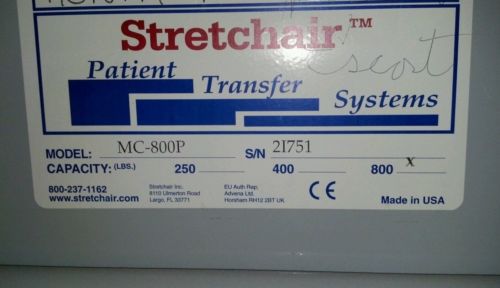 Stretchair™
escort
Patient
Transfer
Systems
MODEL: MC-800P S/N 2I751
CAPACITY: (LBS.) 250 400 800 x
800-237-1162
www.stretchair.com
Stretchair Inc.
8110 Ulmerton Road
Largo, FL 33771
EU Auth Rep;
Advena Ltd.
Horsham RH12 2BT UK
CE
Made in USA